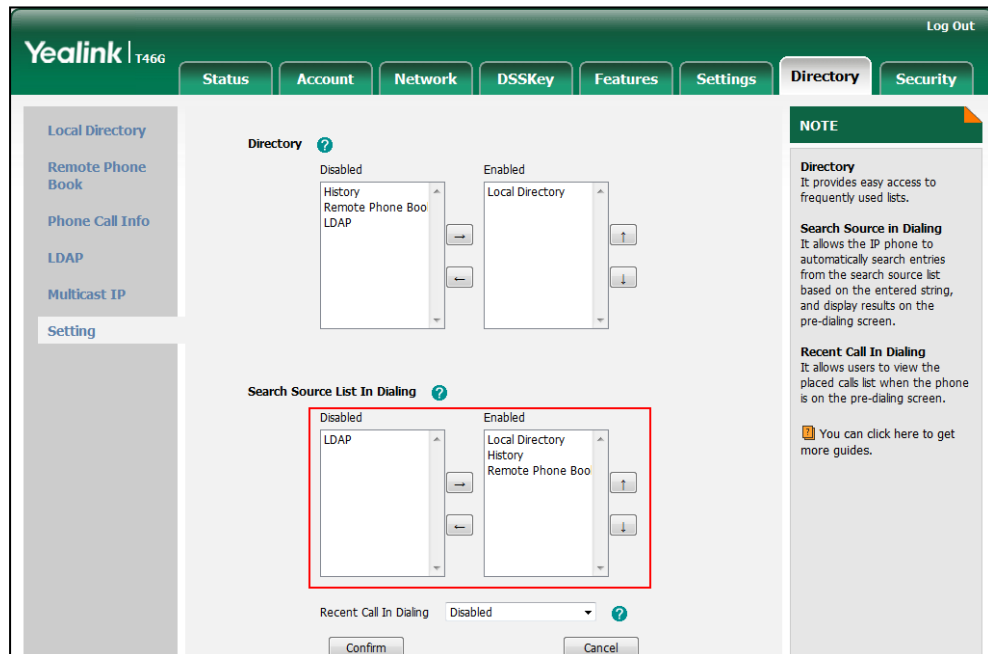 Log Out
Yealink T46G
Status Account Network DSSKey Features Settings Directory Security
Local Directory
Remote Phone
Book
Phone Call Info
LDAP
Multicast IP
Setting
Directory ?
Disabled Enabled
History
Remote Phone Boo
LDAP
Local Directory
→
←
↑
↓
Search Source List In Dialing ?
Disabled Enabled
LDAP
Local Directory
History
Remote Phone Boo
→
←
↑
↓
Recent Call In Dialing Disabled ?
Confirm Cancel
NOTE
Directory
It provides easy access to
frequently used lists.
Search Source in Dialing
It allows the IP phone to
automatically search entries
from the search source list
based on the entered string,
and display results on the
pre-dialing screen.
Recent Call In Dialing
It allows users to view the
placed calls list when the phone
is on the pre-dialing screen.
? You can click here to get
more guides.